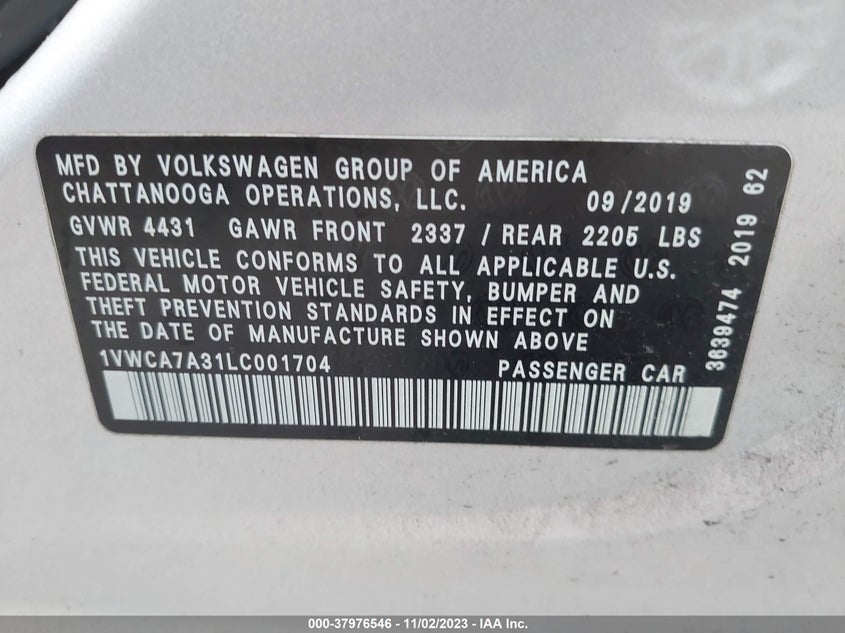 MFD BY VOLKSWAGEN GROUP OF AMERICA
CHATTANOOGA OPERATIONS, LLC. 09/2019
GVWR 4431 GAWR FRONT 2337 / REAR 2205 LBS
THIS VEHICLE CONFORMS TO ALL APPLICABLE U.S.
FEDERAL MOTOR VEHICLE SAFETY, BUMPER AND
THEFT PREVENTION STANDARDS IN EFFECT ON
THE DATE OF MANUFACTURE SHOWN ABOVE
1VWCA7A31LC001704 PASSENGER CAR
3639474 2019 62
000-37976546 - 11/02/2023 - IAA Inc.